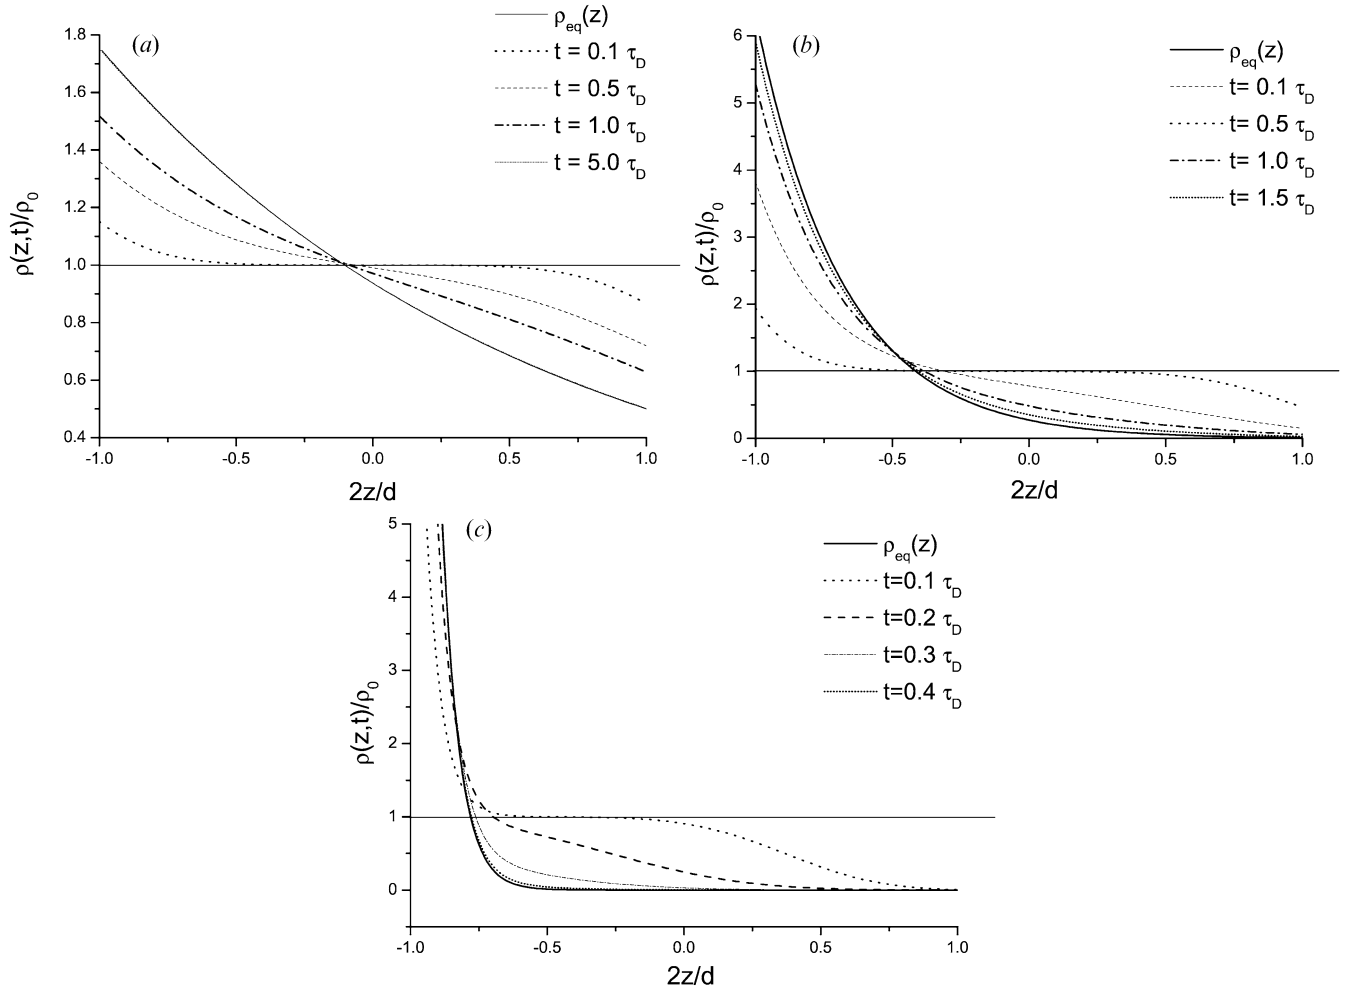 (a)
ρeq(z)
t = 0.1 τD
t = 0.5 τD
t = 1.0 τD
t = 5.0 τD
1.8
1.6
1.4
1.2
1.0
0.8
0.6
0.4
ρ(z,t)/ρ0
-1.0 -0.5 0.0 0.5 1.0
2z/d
(b)
ρeq(z)
t= 0.1 τD
t= 0.5 τD
t= 1.0 τD
t= 1.5 τD
6
5
4
3
2
1
0
ρ(z,t)/ρ0
-1.0 -0.5 0.0 0.5 1.0
2z/d
(c)
ρeq(z)
t=0.1 τD
t=0.2 τD
t=0.3 τD
t=0.4 τD
5
4
3
2
1
0
ρ(z,t)/ρ0
-1.0 -0.5 0.0 0.5 1.0
2z/d